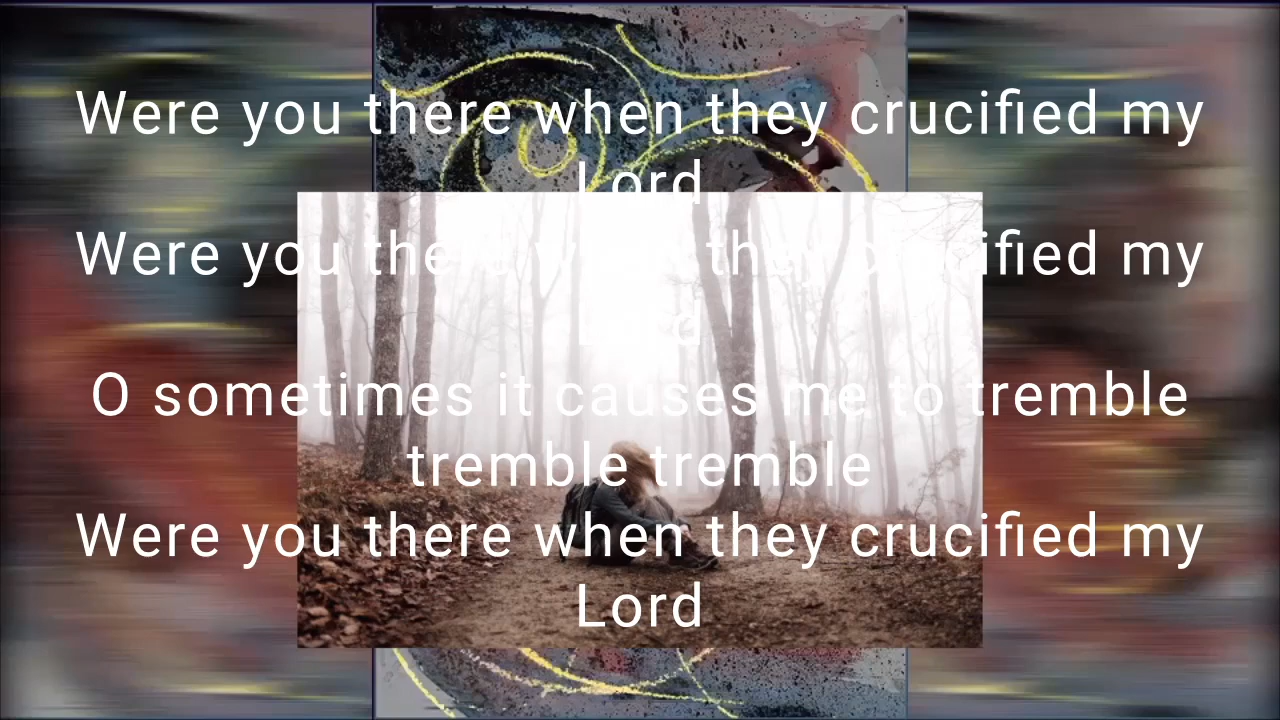 Were you there when they crucified my
Lord
Were you there when they crucified my
Lord
O sometimes it causes me to tremble
tremble tremble
Were you there when they crucified my
Lord